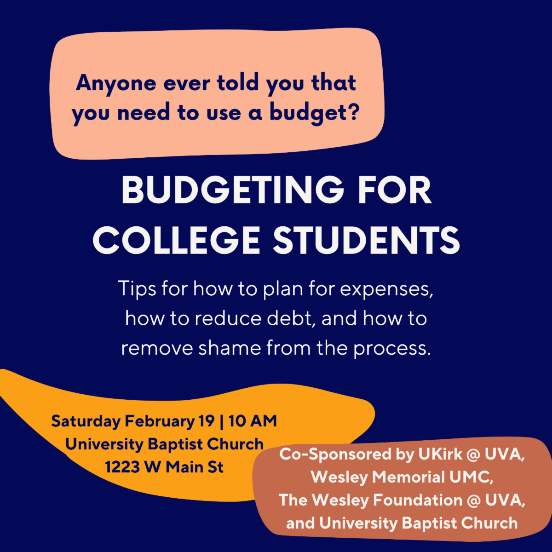 Anyone ever told you that
you need to use a budget?
BUDGETING FOR
COLLEGE STUDENTS
Tips for how to plan for expenses,
how to reduce debt, and how to
remove shame from the process.
Saturday February 19 | 10 AM
University Baptist Church
1223 W Main St
Co-Sponsored by UKirk @ UVA,
Wesley Memorial UMC,
The Wesley Foundation @ UVA,
and University Baptist Church